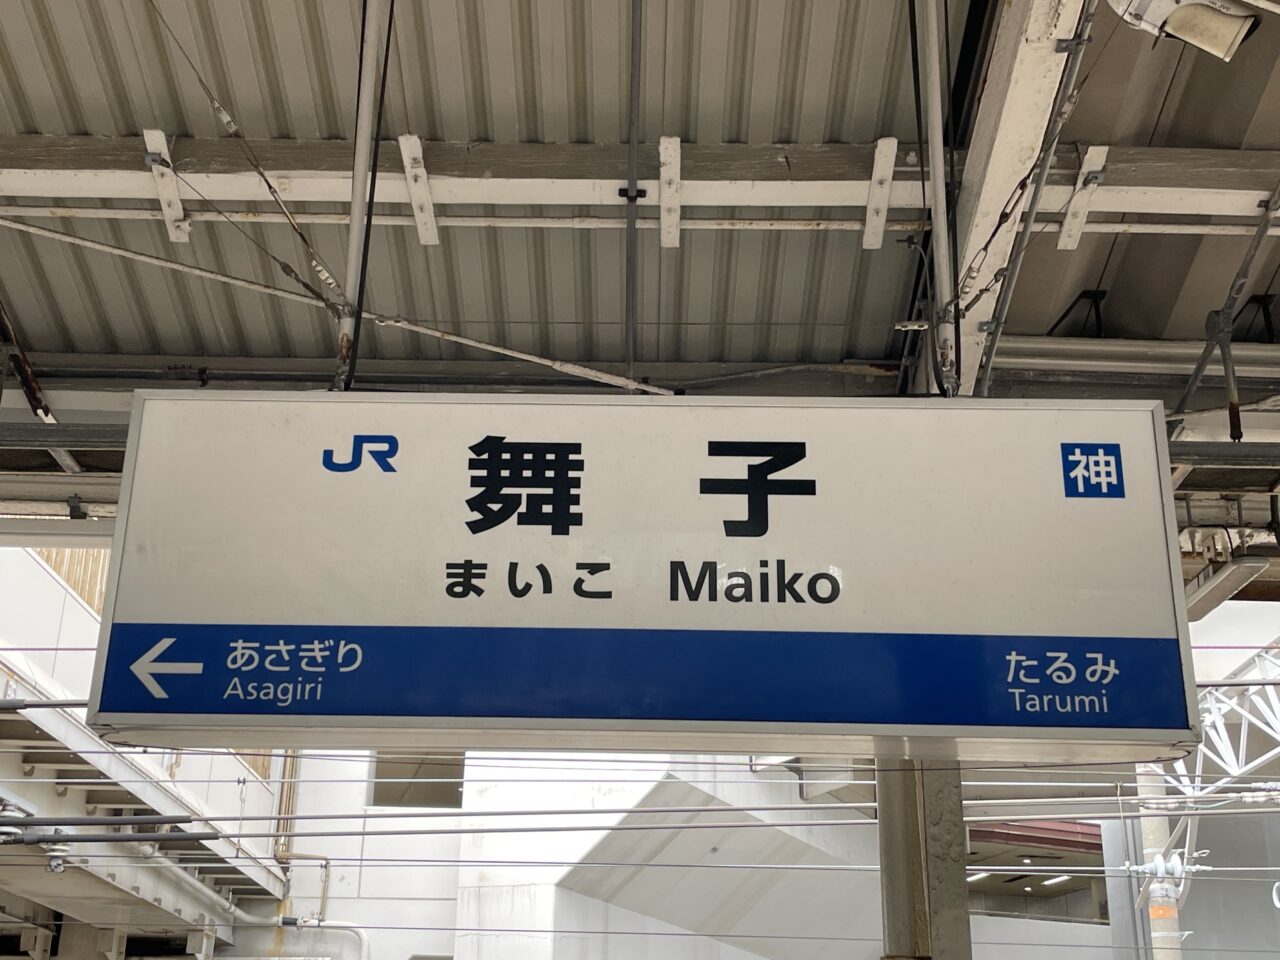 JR 舞子 神
まいこ Maiko
← あさぎり たるみ
Asagiri Tarumi